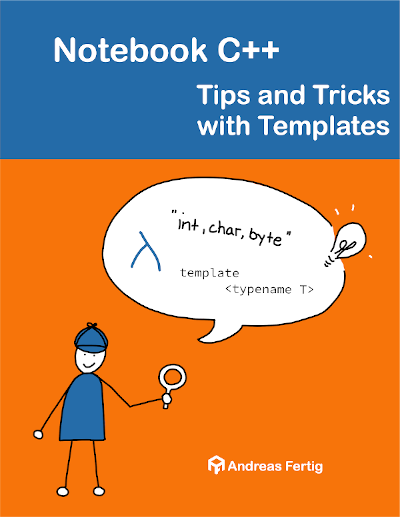 Notebook C++
Tips and Tricks
with Templates
"int, char, byte"
λ
template
<typename T>
Andreas Fertig